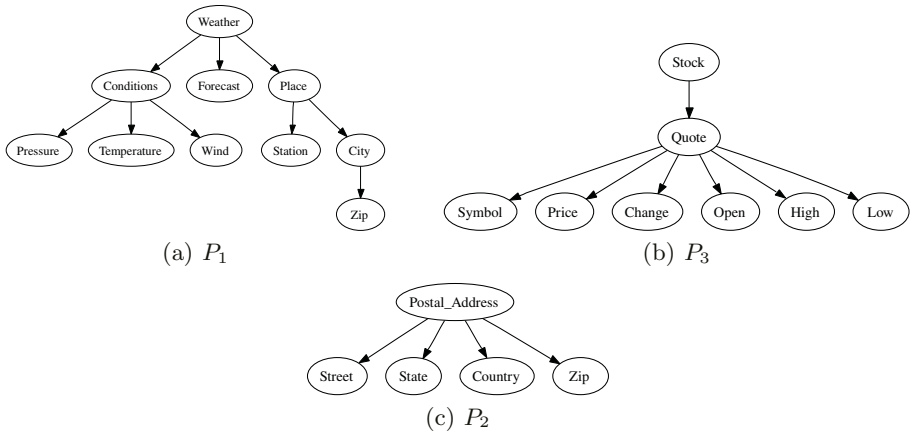 Weather
Conditions Forecast Place
Pressure Temperature Wind Station City
Zip
(a) P1
Stock
Quote
Symbol Price Change Open High Low
(b) P3
Postal_Address
Street State Country Zip
(c) P2